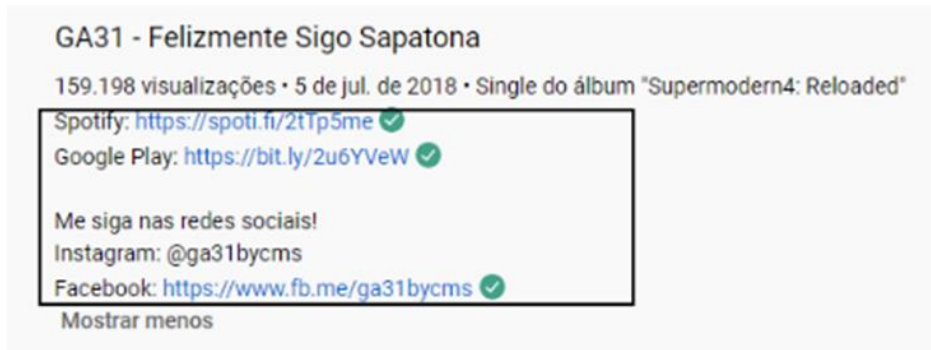 GA31 - Felizmente Sigo Sapatona
159.198 visualizações • 5 de jul. de 2018 • Single do álbum "Supermodern4: Reloaded"
Spotify: https://spoti.fi/2tTp5me
Google Play: https://bit.ly/2u6YVeW
Me siga nas redes sociais!
Instagram: @ga31bycms
Facebook: https://www.fb.me/ga31bycms
Mostrar menos